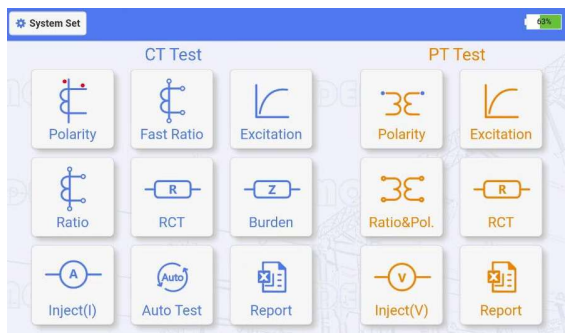 System Set
63%
CT Test
PT Test
Polarity
Fast Ratio
Excitation
Polarity
Excitation
Ratio
R
RCT
Z
Burden
Ratio&Pol.
R
RCT
A
Inject(I)
Auto
Auto Test
X
Report
V
Inject(V)
X
Report